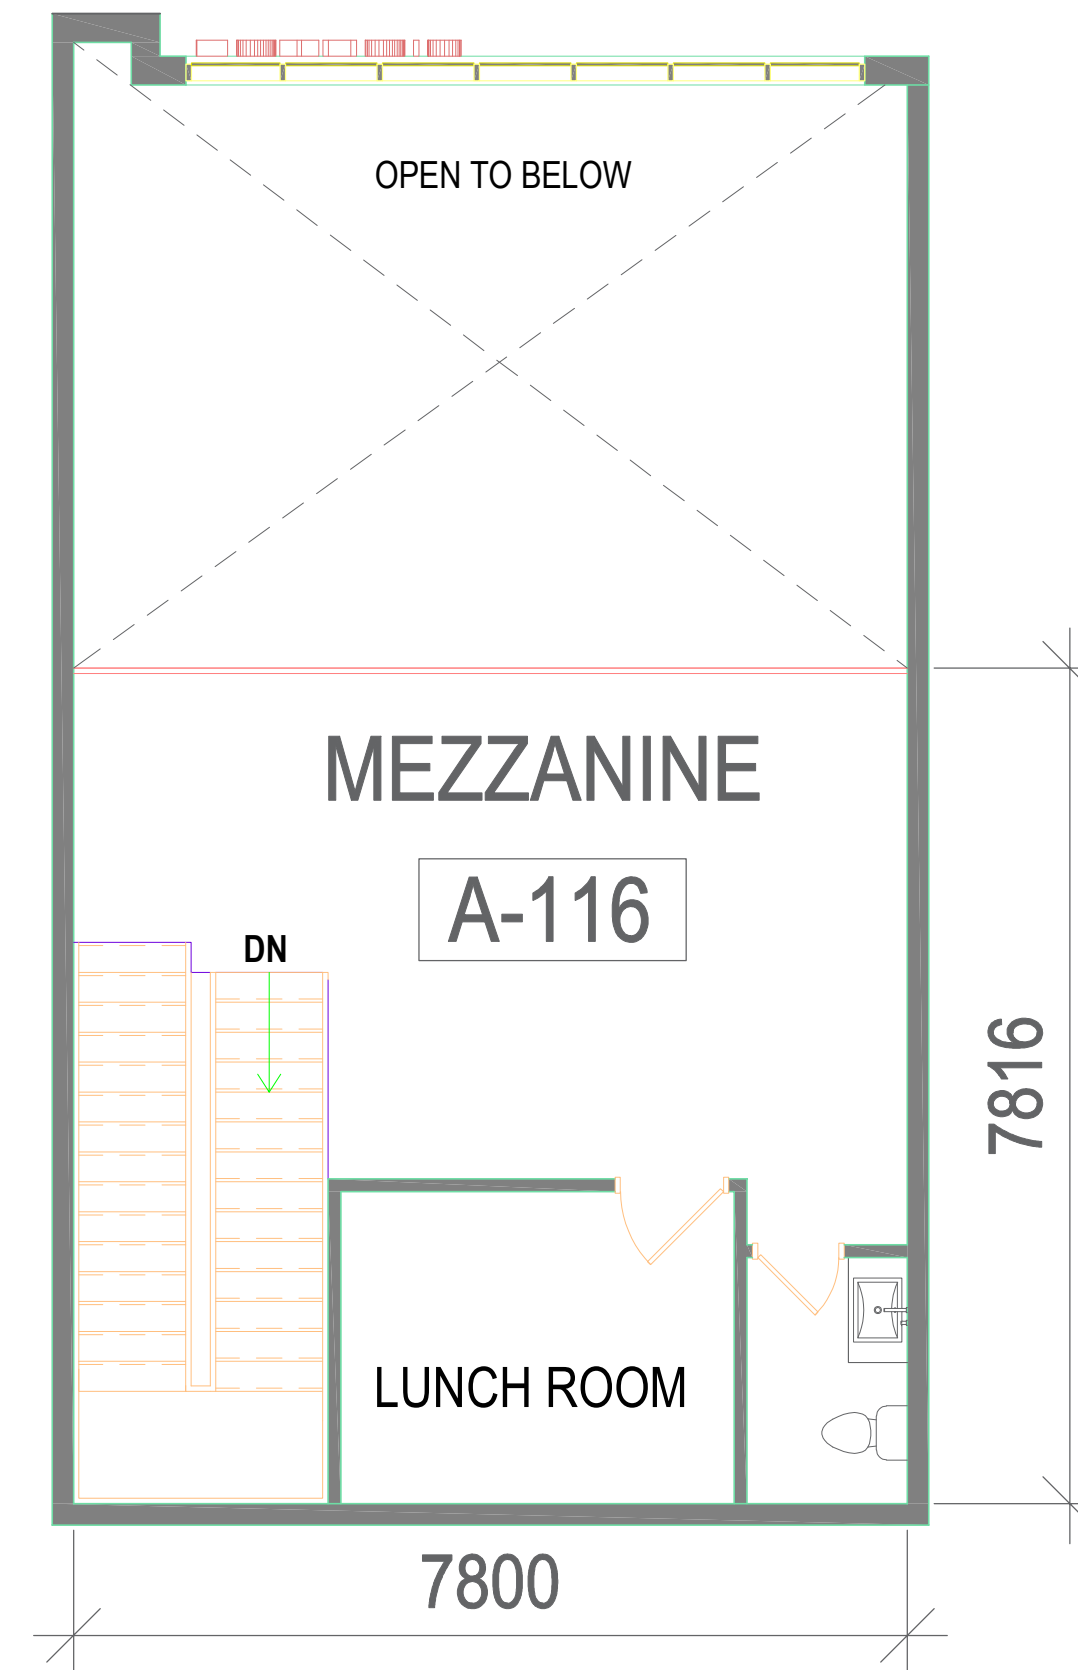 OPEN TO BELOW
MEZZANINE
A-116
DN
7816
LUNCH ROOM
7800